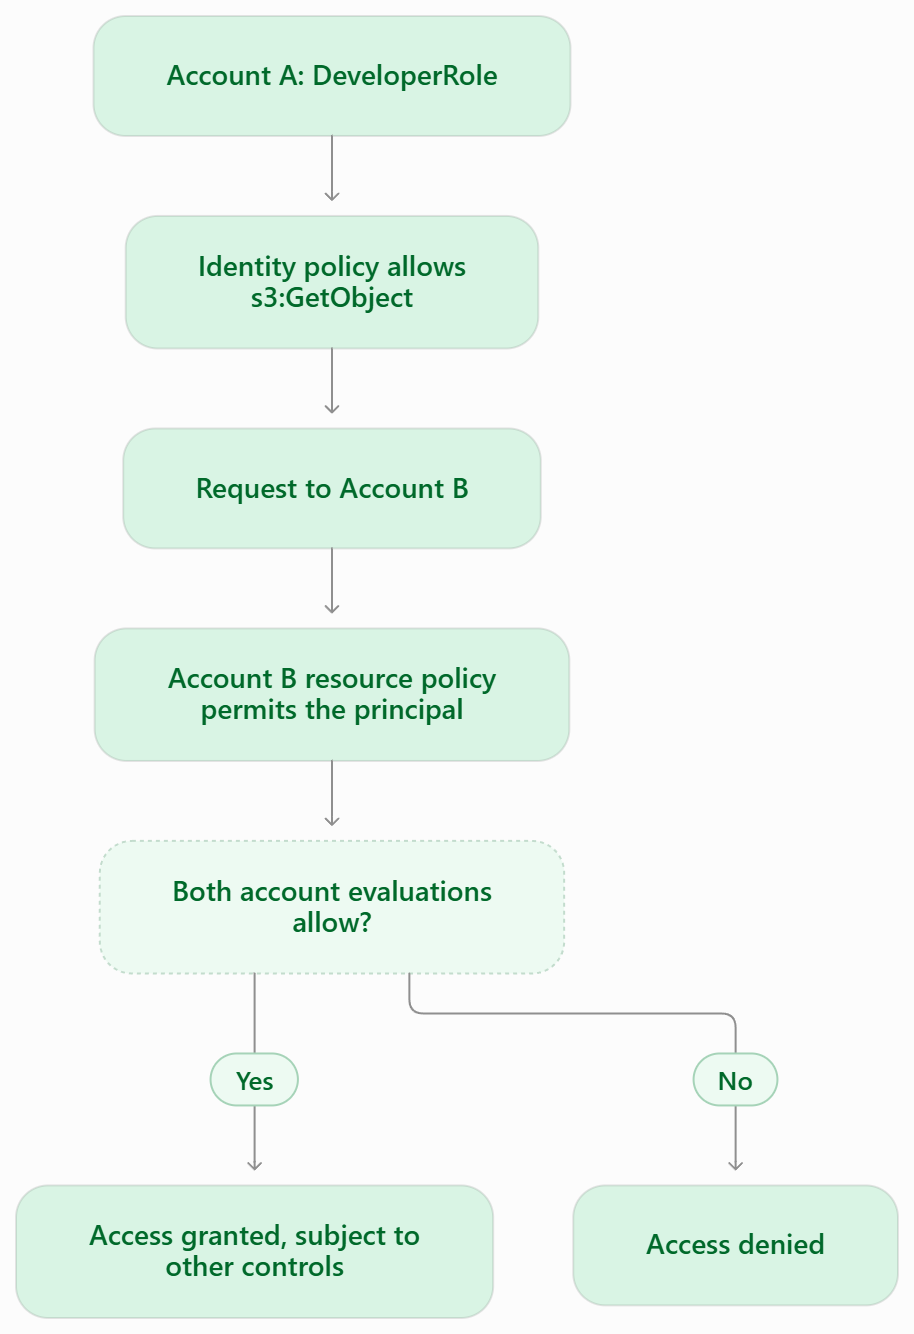 Account A: DeveloperRole
Identity policy allows
s3:GetObject
Request to Account B
Account B resource policy
permits the principal
Both account evaluations
allow?
Yes
No
Access granted, subject to
other controls
Access denied